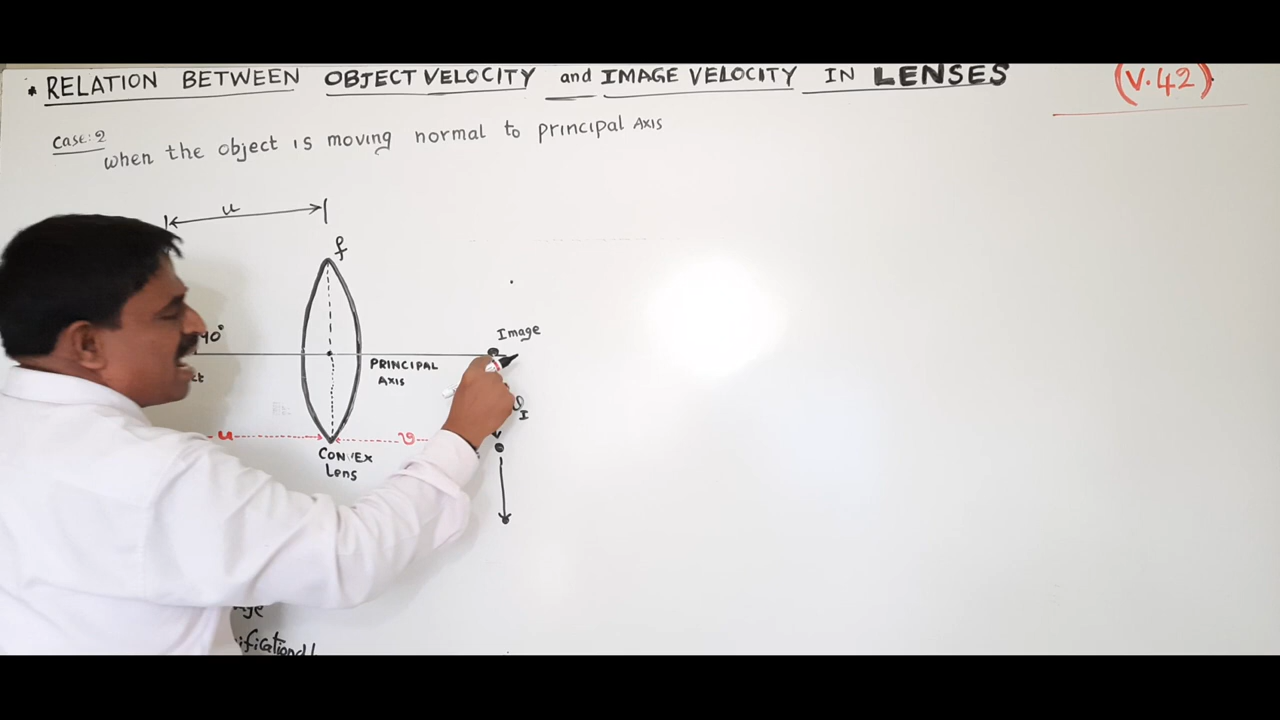 * RELATION BETWEEN OBJECT VELOCITY and IMAGE VELOCITY IN LENSES
(V.42)
Case:2
when the object is moving normal to principal Axis
u
f
90°
Image
PRINCIPAL
AXIS
I
u
v
CONVEX
Lens